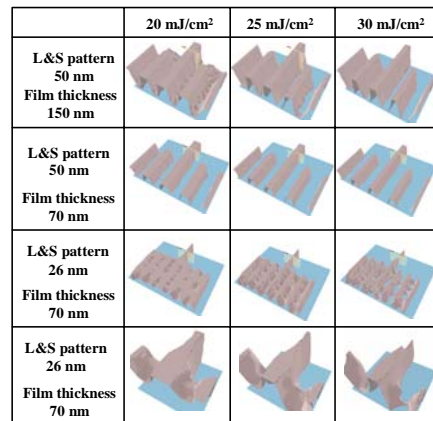 20 mJ/cm² 25 mJ/cm² 30 mJ/cm²
L&S pattern
50 nm
Film thickness
150 nm
L&S pattern
50 nm
Film thickness
70 nm
L&S pattern
26 nm
Film thickness
70 nm
L&S pattern
26 nm
Film thickness
70 nm